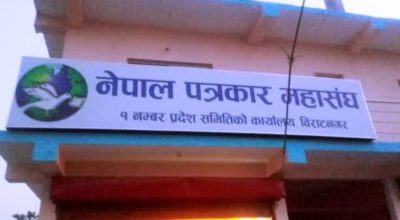 नेपाल पत्रकार महासंघ
१ नम्बर प्रदेश समितिको कार्यालय, बिराटनगर